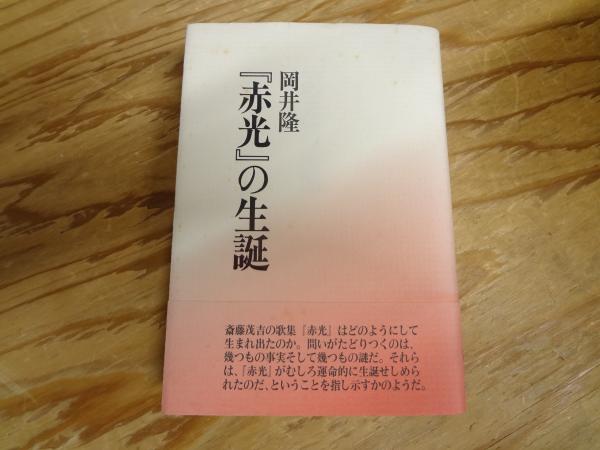 岡井隆
『赤光』の生誕
斎藤茂吉の歌集『赤光』はどのようにして
生まれ出たのか。問いがたどりつくのは、
幾つもの事実そして幾つもの謎だ。それら
は、『赤光』がむしろ運命的に生誕せしめら
れたのだ、ということを指し示すかのようだ。